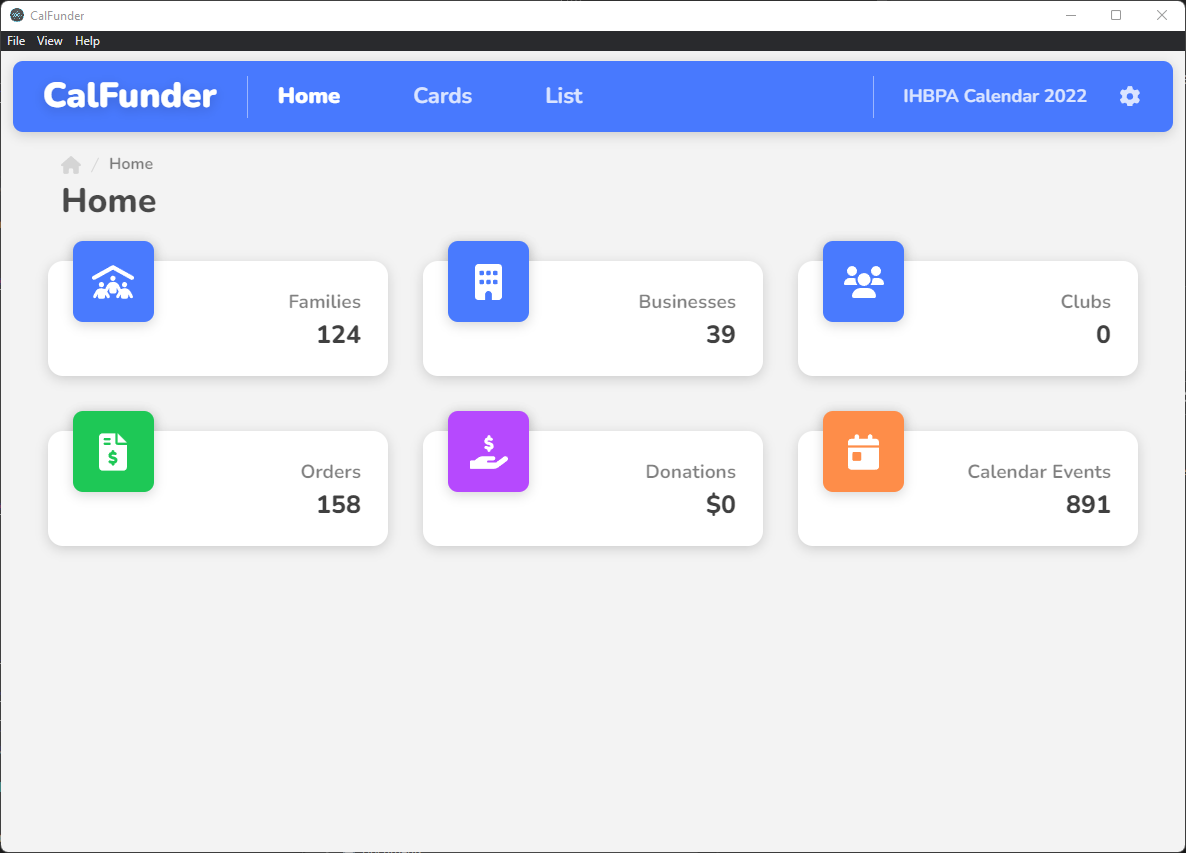 CalFunder
File View Help
CalFunder Home Cards List IHBPA Calendar 2022
/ Home
Home
Families
124
Businesses
39
Clubs
0
$
Orders
158
$
Donations
$0
Calendar Events
891